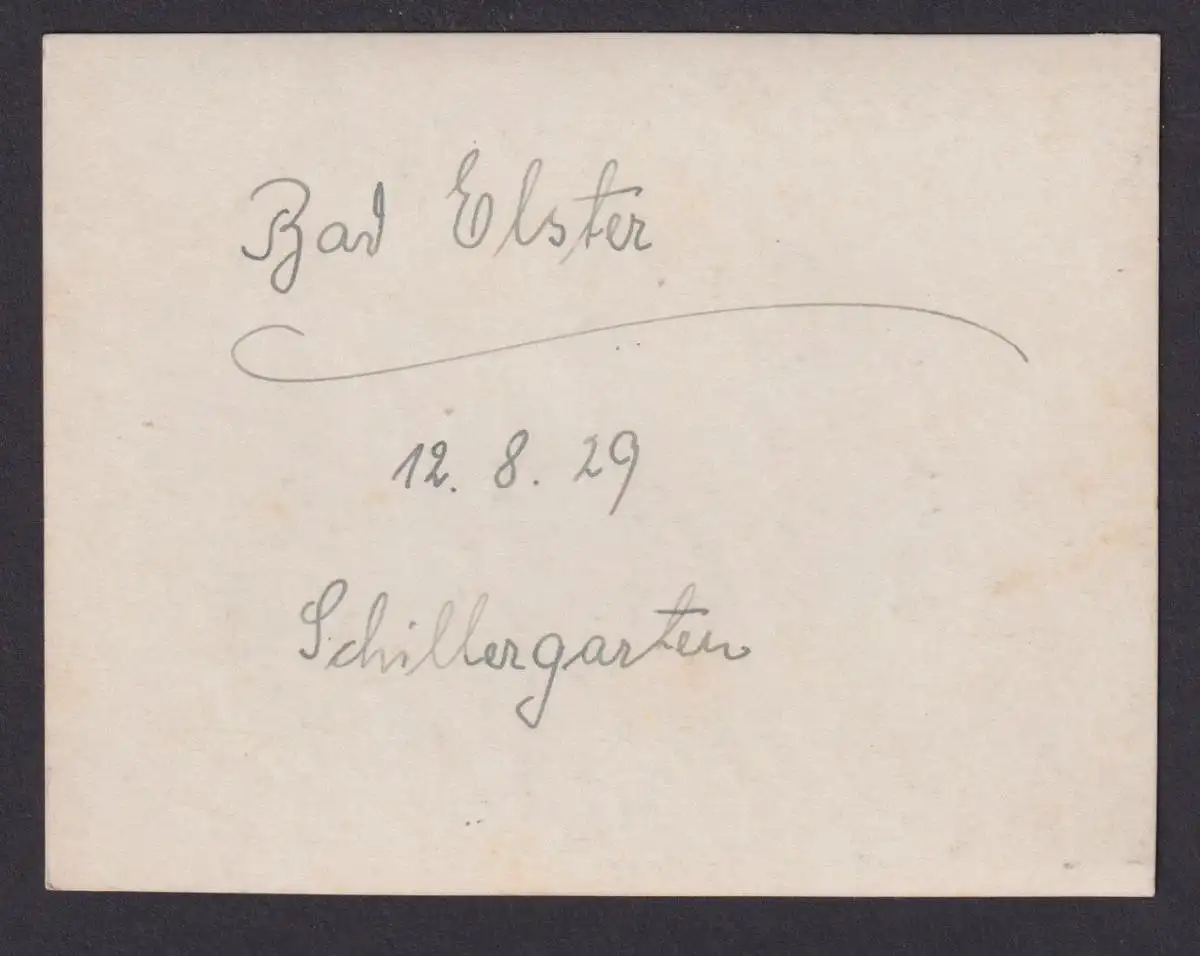 Bad Elster
12. 8. 29
Schillergarten